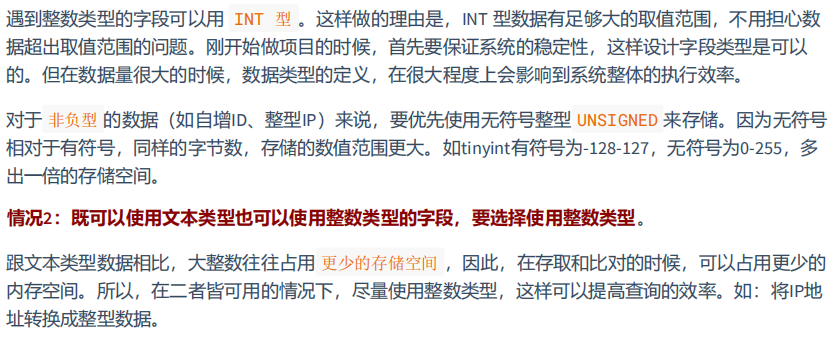 遇到整数类型的字段可以用 INT 型 。这样做的理由是，INT 型数据有足够大的取值范围，不用担心数
据超出取值范围的问题。刚开始做项目的时候，首先要保证系统的稳定性，这样设计字段类型是可以
的。但在数据量很大的时候，数据类型的定义，在很大程度上会影响到系统整体的执行效率。
对于 非负型 的数据（如自增ID、整型IP）来说，要优先使用无符号整型 UNSIGNED 来存储。因为无符号
相对于有符号，同样的字节数，存储的数值范围更大。如tinyint有符号为-128-127，无符号为0-255，多
出一倍的存储空间。
情况2：既可以使用文本类型也可以使用整数类型的字段，要选择使用整数类型。
跟文本类型数据相比，大整数往往占用 更少的存储空间 ，因此，在存取和比对的时候，可以占用更少的
内存空间。所以，在二者皆可用的情况下，尽量使用整数类型，这样可以提高查询的效率。如：将IP地
址转换成整型数据。